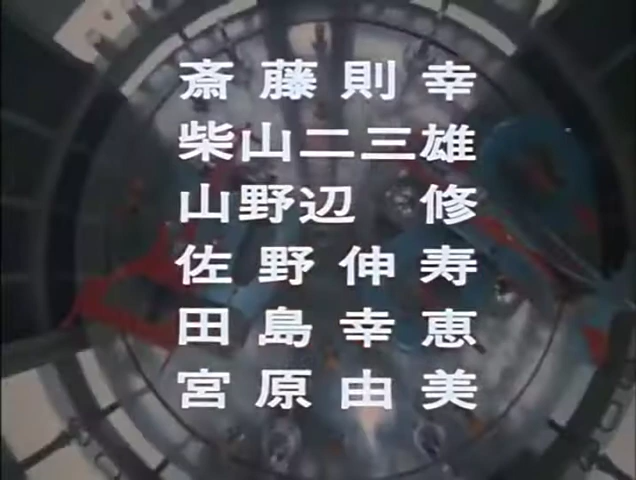 斎藤則幸
柴山二三雄
山野辺 修
佐野伸寿
田島幸恵
宮原由美